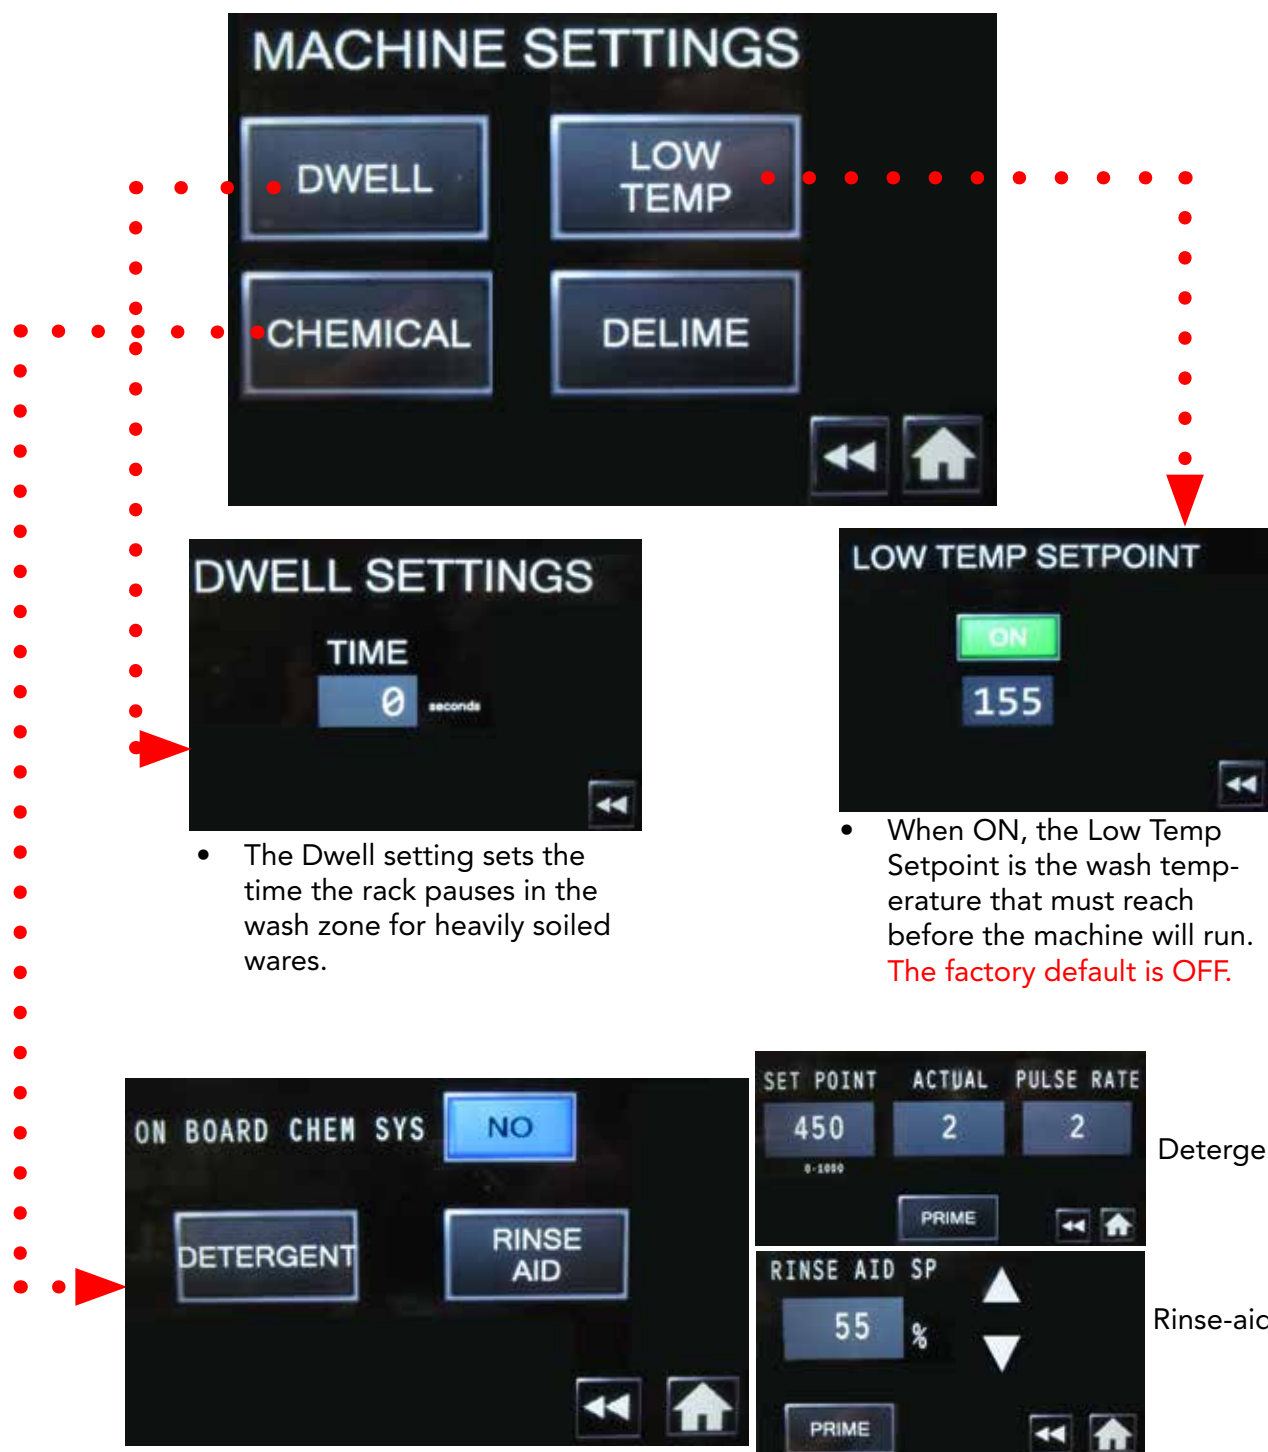 MACHINE SETTINGS
DWELL
LOW
TEMP
CHEMICAL
DELIME
DWELL SETTINGS
TIME
0 seconds
LOW TEMP SETPOINT
ON
155
• The Dwell setting sets the
time the rack pauses in the
wash zone for heavily soiled
wares.
• When ON, the Low Temp
Setpoint is the wash temp-
erature that must reach
before the machine will run.
The factory default is OFF.
ON BOARD CHEM SYS NO
DETERGENT
RINSE
AID
SET POINT ACTUAL PULSE RATE
450 2 2
0-1000
PRIME
Deterge
RINSE AID SP
55 %
PRIME
Rinse-aid